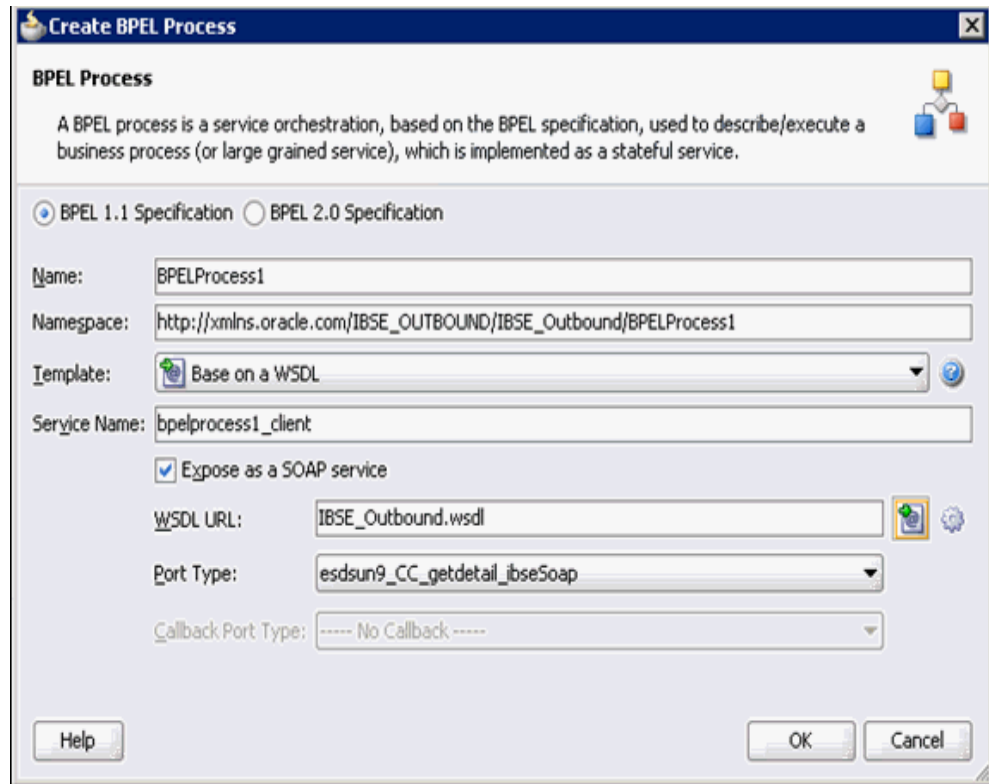 Create BPEL Process
BPEL Process
A BPEL process is a service orchestration, based on the BPEL specification, used to describe/execute a
business process (or large grained service), which is implemented as a stateful service.
BPEL 1.1 Specification BPEL 2.0 Specification
Name: BPELProcess1
Namespace: http://xmlns.oracle.com/IBSE_OUTBOUND/IBSE_Outbound/BPELProcess1
Template: Base on a WSDL
Service Name: bpelprocess1_client
Expose as a SOAP service
WSDL URL: IBSE_Outbound.wsdl
Port Type: esdsun9_CC_getdetail_ibseSoap
Callback Port Type: ----- No Callback -----
Help OK Cancel